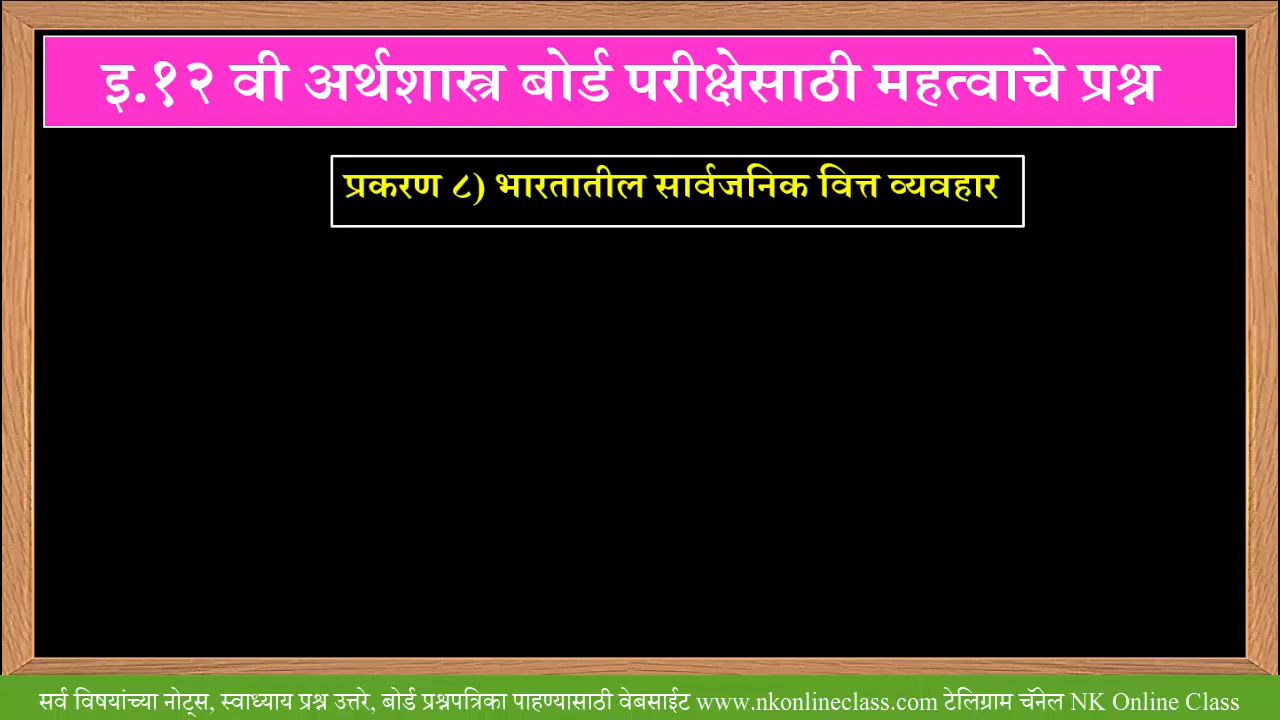 इ.१२ वी अर्थशास्त्र बोर्ड परीक्षेसाठी महत्वाचे प्रश्न
प्रकरण ८) भारतातील सार्वजनिक वित्त व्यवहार
सर्व विषयांच्या नोट्स, स्वाध्याय प्रश्न उत्तरे, बोर्ड प्रश्नपत्रिका पाहण्यासाठी वेबसाईट www.nkonlineclass.com टेलिग्राम चॅनेल NK Online Class